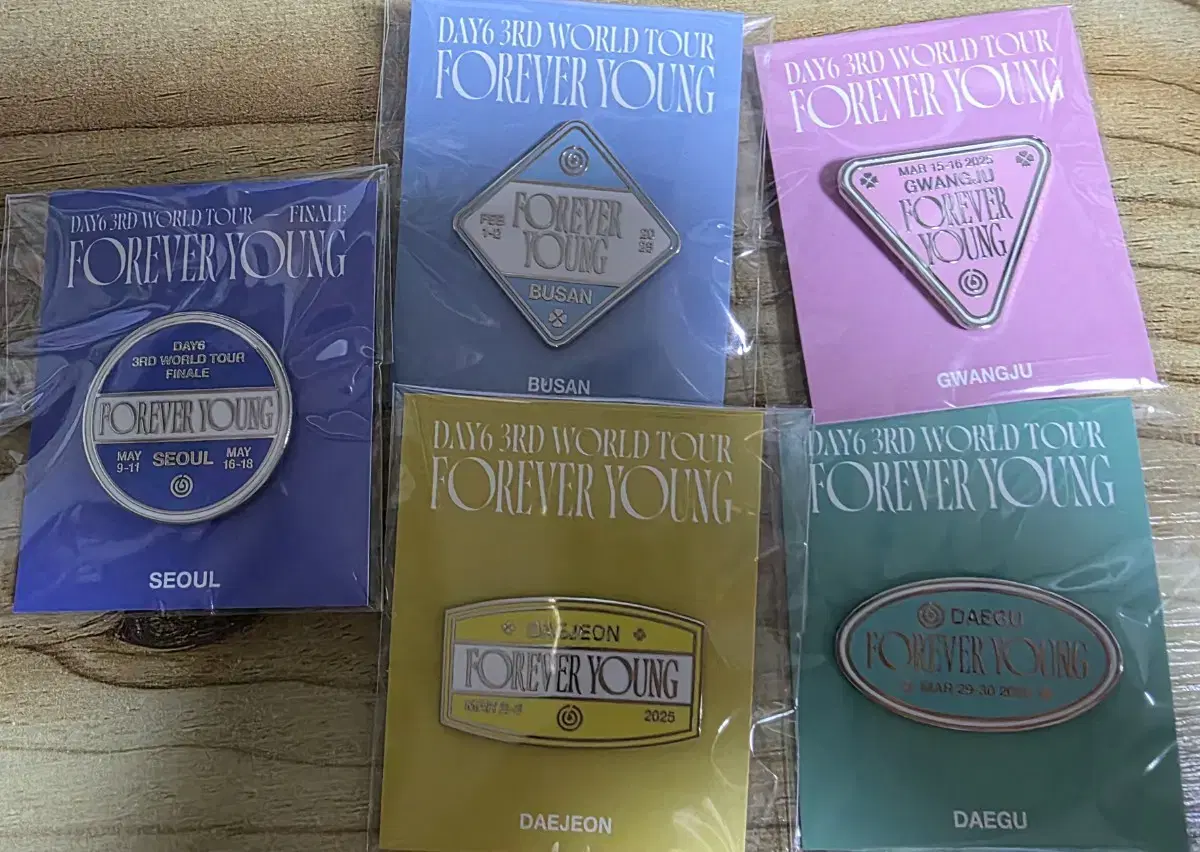 DAY6 3RD WORLD TOUR — FINALE
FOREVER YOUNG
DAY6
3RD WORLD TOUR
FINALE
FOREVER YOUNG
MAY
9-11
SEOUL
MAY
16-18
SEOUL
DAY6 3RD WORLD TOUR
FOREVER YOUNG
FEB
1-2
FOREVER
YOUNG
20
25
BUSAN
BUSAN
DAY6 3RD WORLD TOUR
FOREVER YOUNG
MAR 15-16 2025
GWANGJU
FOREVER
YOUNG
GWANGJU
DAY6 3RD WORLD TOUR
FOREVER YOUNG
DAEJEON
FOREVER YOUNG
MAR
2025
DAEJEON
DAY6 3RD WORLD TOUR
FOREVER YOUNG
DAEGU
FOREVER YOUNG
MAR 29-30
DAEGU